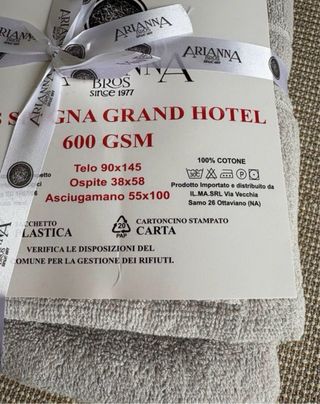 ARIANNA
BROS
SINCE 1977
ARIANNA
BROS
GNA GRAND HOTEL
600 GSM
Telo 90x145
Ospite 38x58
Asciugamano 55x100
100% COTONE
Prodotto Importato e distribuito da
IL.MA.SRL Via Vecchia
Samo 26 Ottaviano (NA)
LASTICA
20
PAP
CARTONCINO STAMPATO
CARTA
VERIFICA LE DISPOSIZIONI DEL
COMUNE PER LA GESTIONE DEI RIFIUTI.
ARIANNA